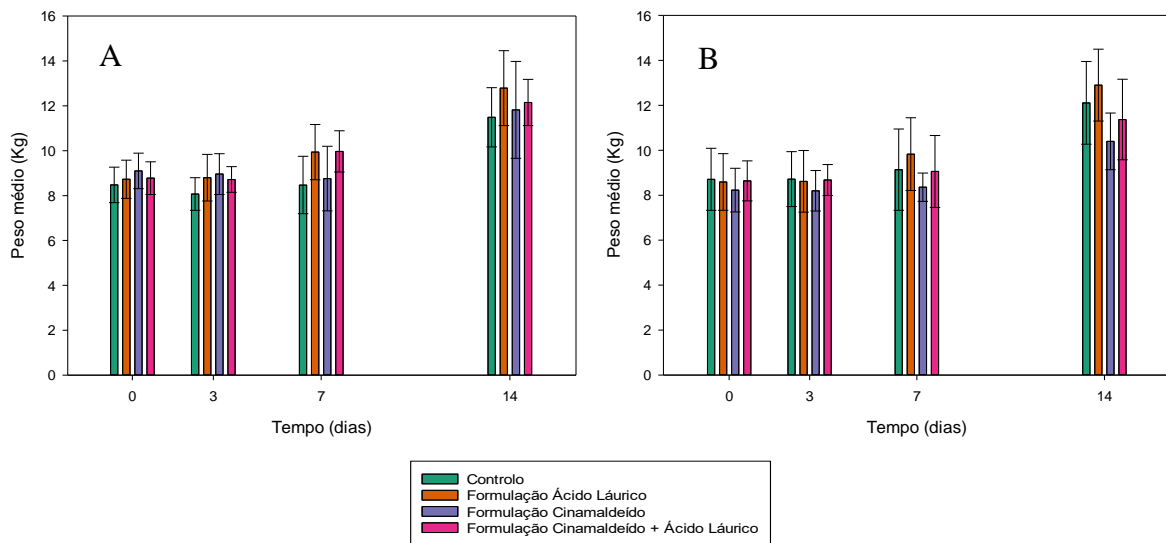 A
Peso médio (Kg)
16
14
12
10
8
6
4
2
0
0
3
7
14
Tempo (dias)
B
Peso médio (Kg)
16
14
12
10
8
6
4
2
0
0
3
7
14
Tempo (dias)
Controlo
Formulação Ácido Láurico
Formulação Cinamaldeído
Formulação Cinamaldeído + Ácido Láurico